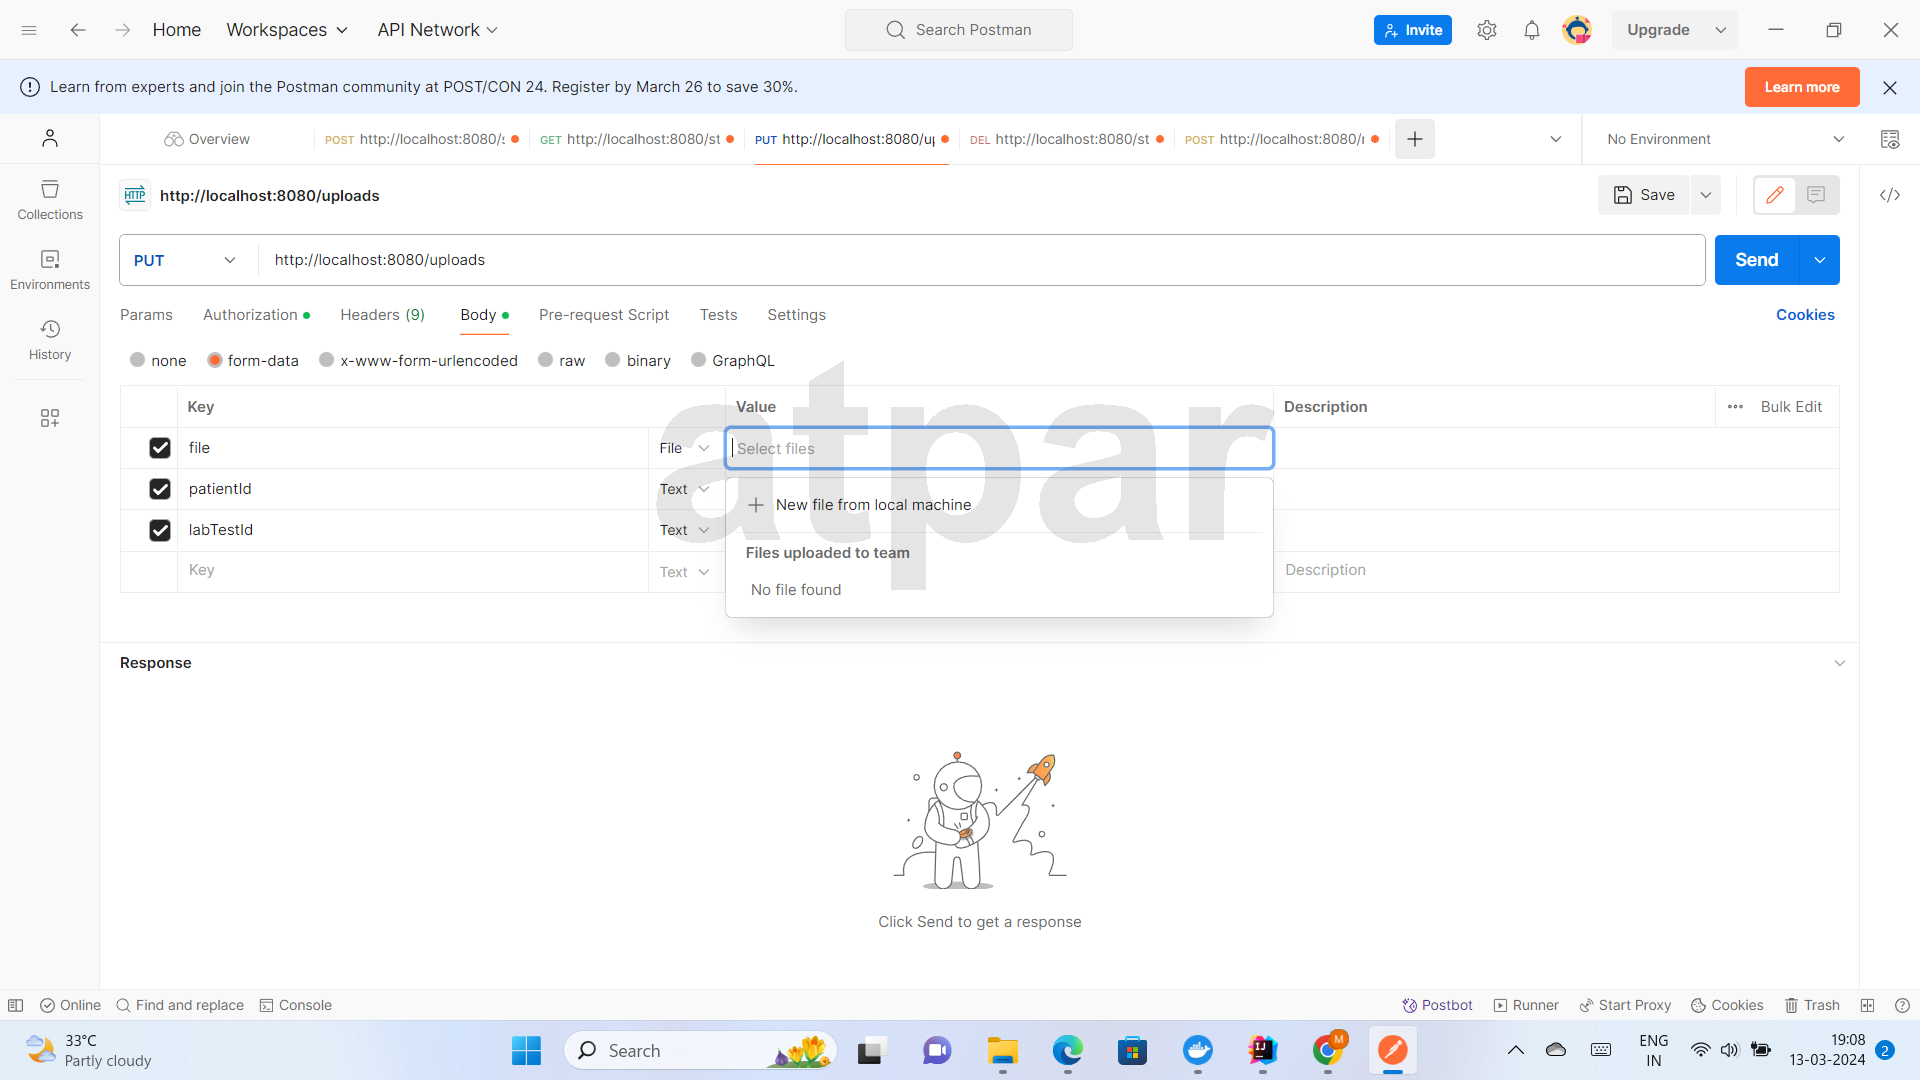 Home Workspaces API Network Search Postman Invite Upgrade
Learn from experts and join the Postman community at POST/CON 24. Register by March 26 to save 30%. Learn more
Overview POST http://localhost:8080/s GET http://localhost:8080/st PUT http://localhost:8080/up DEL http://localhost:8080/st POST http://localhost:8080/r No Environment
HTTP http://localhost:8080/uploads Save
Collections
Environments
History
PUT http://localhost:8080/uploads Send
Params Authorization Headers (9) Body Pre-request Script Tests Settings Cookies
none form-data x-www-form-urlencoded raw binary GraphQL
Key Value Description Bulk Edit
file File Select files
patientId Text
labTestId Text
Key Text Description
New file from local machine
Files uploaded to team
No file found
atpar
Response
Click Send to get a response
Online Find and replace Console Postbot Runner Start Proxy Cookies Trash
33°C
Partly cloudy
Search
M
IJ
ENG
IN
19:08
13-03-2024
2